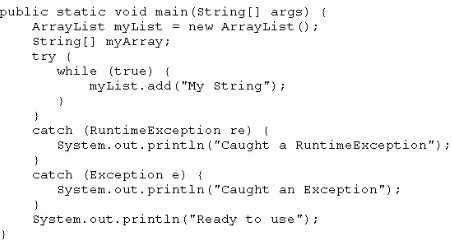 public static void main(String[] args) {
    ArrayList myList = new ArrayList();
    String[] myArray;
    try {
        while (true) {
            myList.add("My String");
        }
    }
    catch (RuntimeException re) {
        System.out.println("Caught a RuntimeException");
    }
    catch (Exception e) {
        System.out.println("Caught an Exception");
    }
    System.out.println("Ready to use");
}